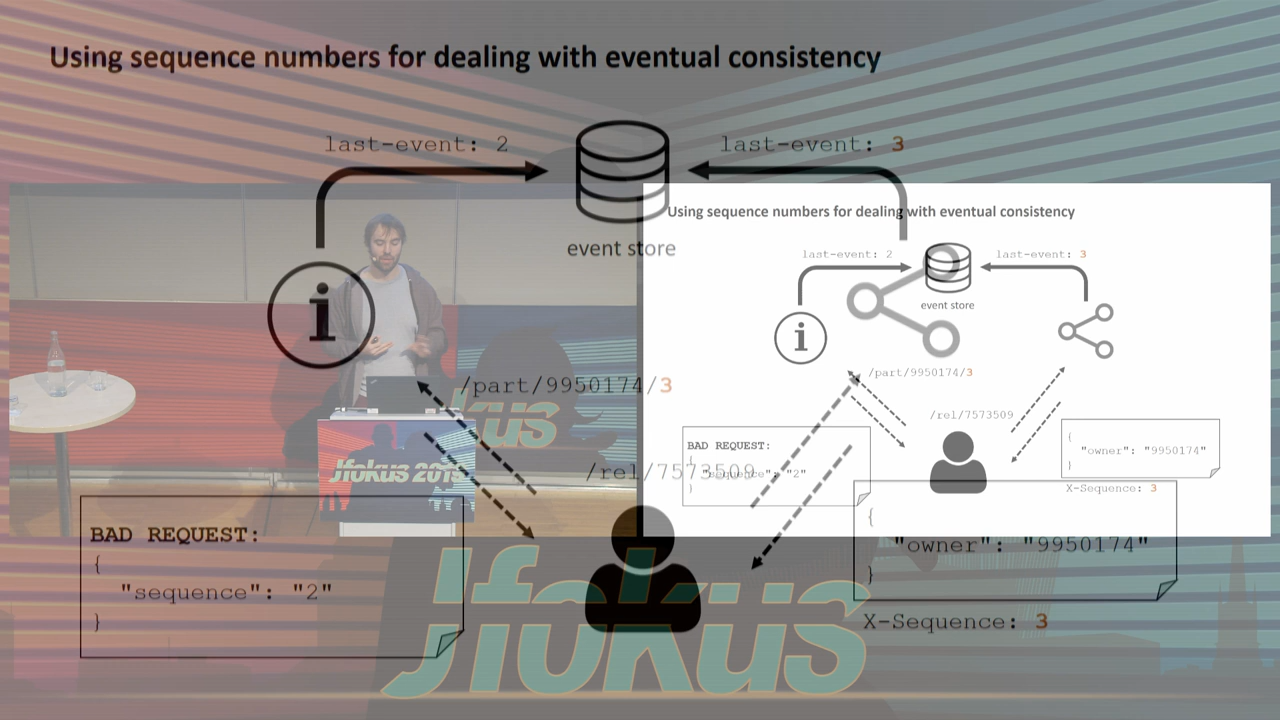 Using sequence numbers for dealing with eventual consistency
last-event: 2
last-event: 3
event store
/part/9950174/3
/rel/7573509
BAD REQUEST:
{
"sequence": "2"
}
{
"owner": "9950174"
}
X-Sequence: 3
Jfokus 2019
kus
Jfokus
Using sequence numbers for dealing with eventual consistency
last-event: 2
last-event: 3
event store
/part/9950174/3
/rel/7573509
BAD REQUEST:
{
"sequence": "2"
}
{
"owner": "9950174"
}
X-Sequence: 3